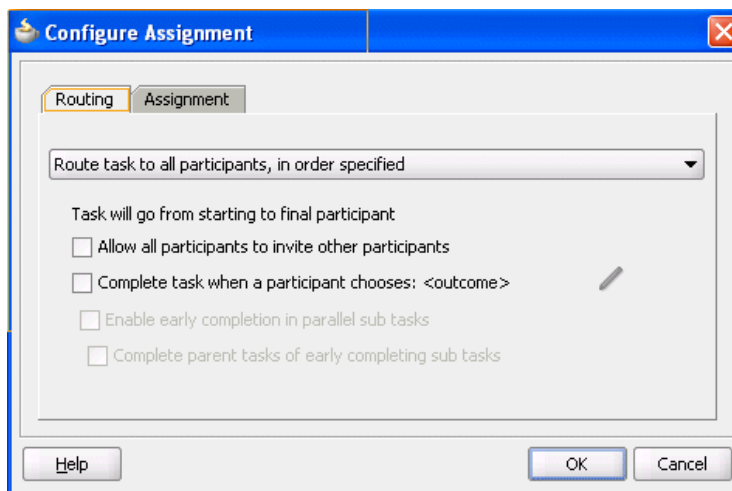 Configure Assignment
Routing Assignment
Route task to all participants, in order specified
Task will go from starting to final participant
Allow all participants to invite other participants
Complete task when a participant chooses: <outcome>
Enable early completion in parallel sub tasks
Complete parent tasks of early completing sub tasks
Help OK Cancel